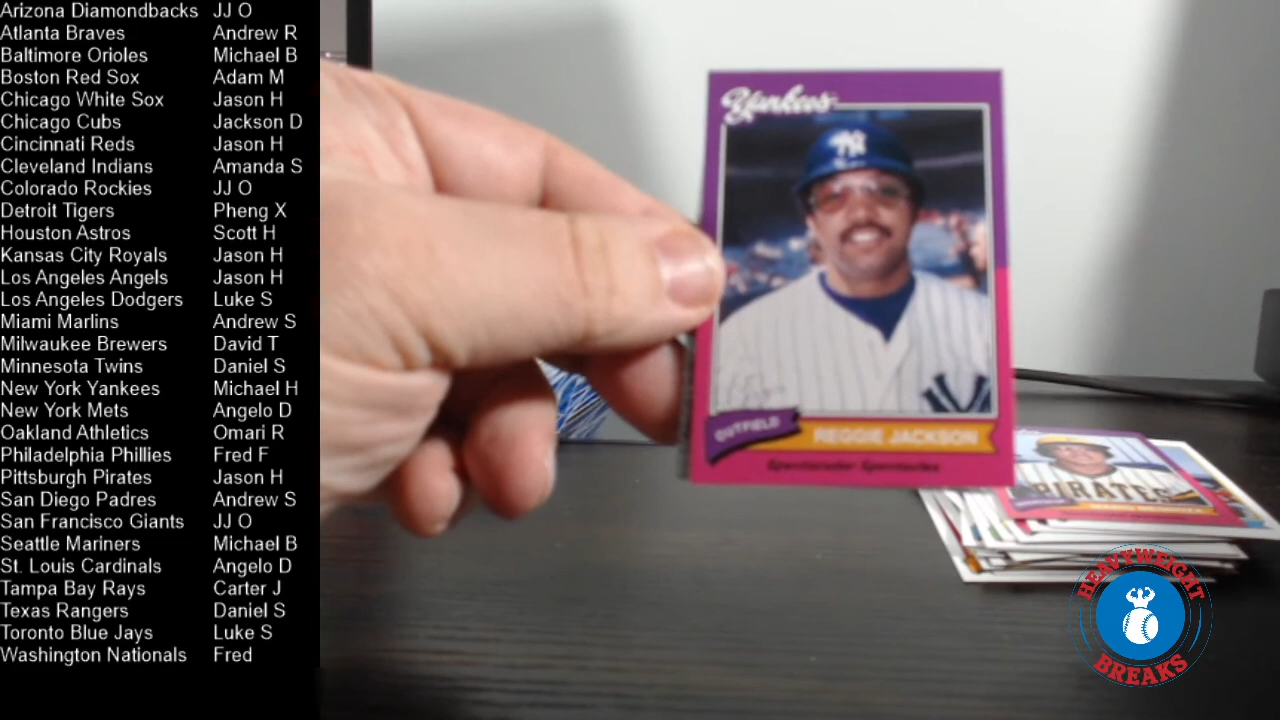 Arizona Diamondbacks JJ O
Atlanta Braves Andrew R
Baltimore Orioles Michael B
Boston Red Sox Adam M
Chicago White Sox Jason H
Chicago Cubs Jackson D
Cincinnati Reds Jason H
Cleveland Indians Amanda S
Colorado Rockies JJ O
Detroit Tigers Pheng X
Houston Astros Scott H
Kansas City Royals Jason H
Los Angeles Angels Jason H
Los Angeles Dodgers Luke S
Miami Marlins Andrew S
Milwaukee Brewers David T
Minnesota Twins Daniel S
New York Yankees Michael H
New York Mets Angelo D
Oakland Athletics Omari R
Philadelphia Phillies Fred F
Pittsburgh Pirates Jason H
San Diego Padres Andrew S
San Francisco Giants JJ O
Seattle Mariners Michael B
St. Louis Cardinals Angelo D
Tampa Bay Rays Carter J
Texas Rangers Daniel S
Toronto Blue Jays Luke S
Washington Nationals Fred
Yankees
NY
NY
OUTFIELD
REGGIE JACKSON
Spectacular Spectacles
PIRATES
HEAVYWEIGHT
BREAKS